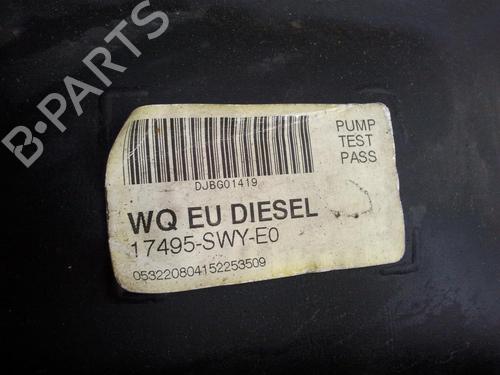 B-PARTS
PUMP
TEST
PASS
DJBG01419
WQ EU DIESEL
17495-SWY-E0
053220804152253509